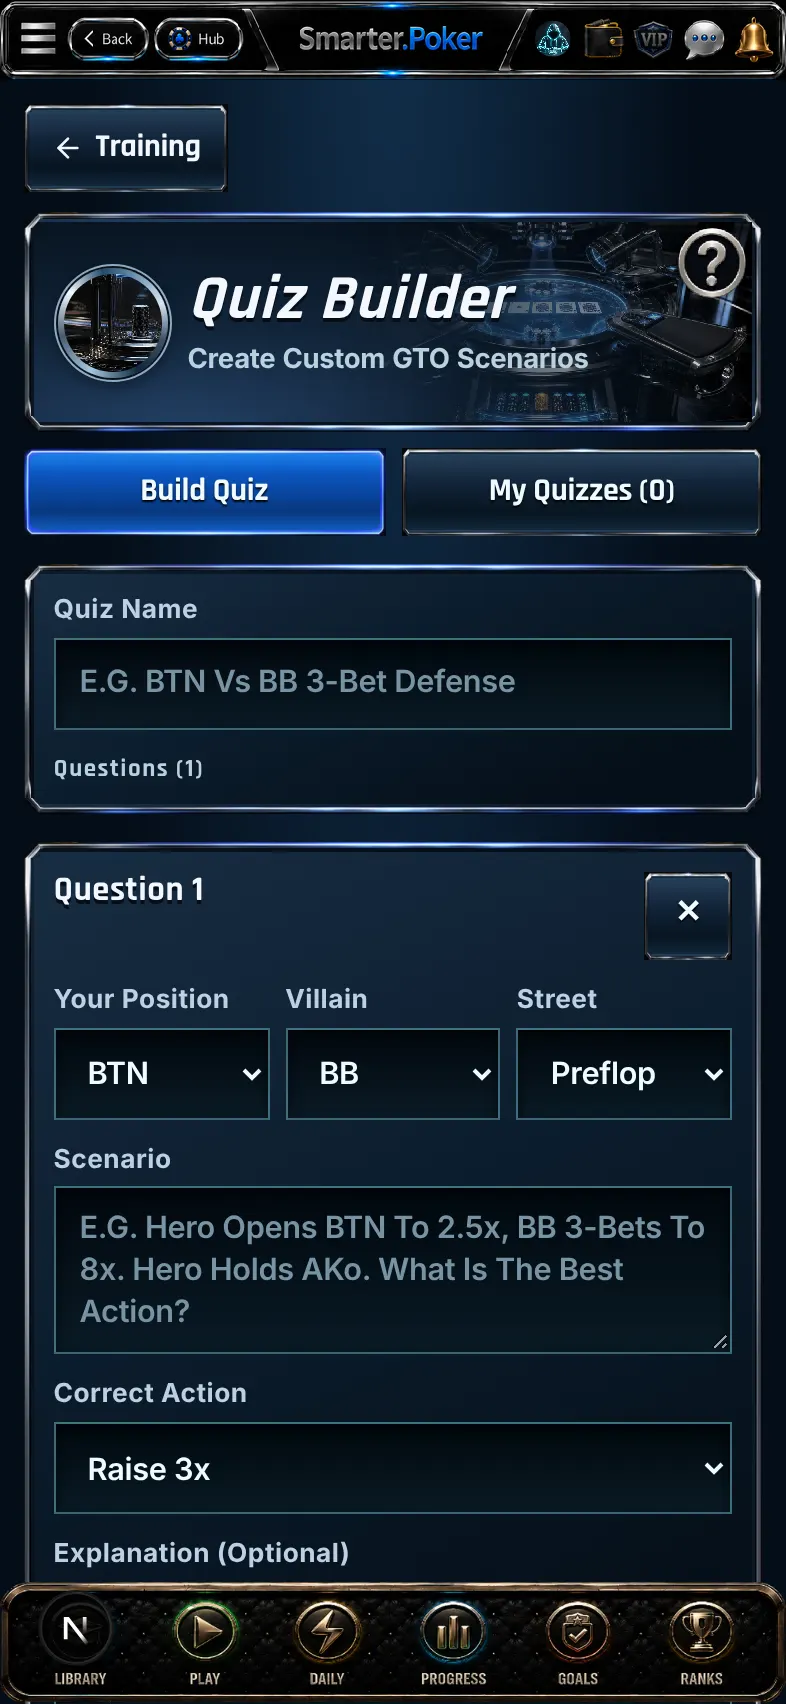 Back
Hub
Smarter.Poker
VIP
← Training
Quiz Builder
?
Create Custom GTO Scenarios
Build Quiz
My Quizzes (0)
Quiz Name
E.G. BTN Vs BB 3-Bet Defense
Questions (1)
Question 1
×
Your Position
Villain
Street
BTN
BB
Preflop
Scenario
E.G. Hero Opens BTN To 2.5x, BB 3-Bets To
8x. Hero Holds AKo. What Is The Best
Action?
Correct Action
Raise 3x
Explanation (Optional)
N
LIBRARY
PLAY
DAILY
PROGRESS
GOALS
RANKS